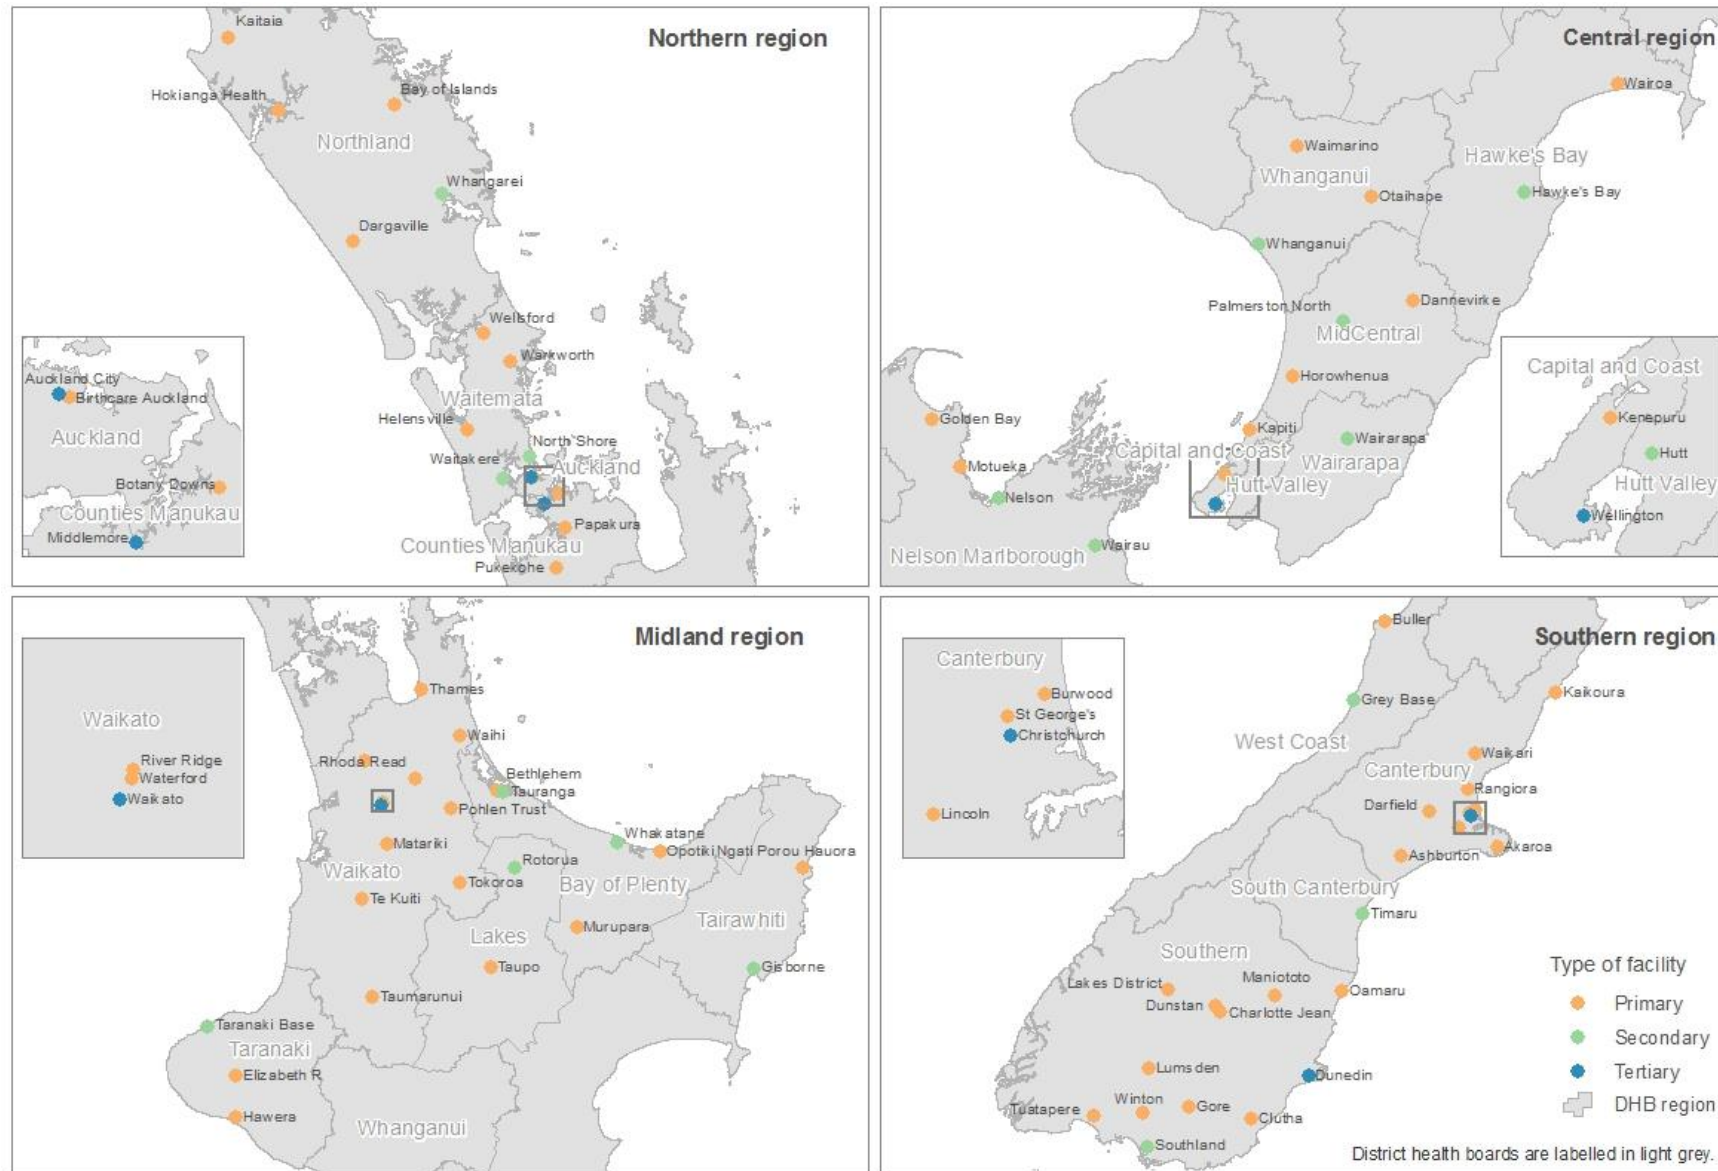 Northern region
Kaitaia
Hokianga Health
Bay of Islands
Northland
Whangarei
Dargaville
Wellsford
Warkworth
Waitemata
Helensville
North Shore
Waitakere
Auckland
Papakura
Counties Manukau
Pukekohe
Auckland City
Birthcare Auckland
Auckland
Botany Downs
Counties Manukau
Middlemore
Central region
Wairoa
Waimarino
Hawke's Bay
Whanganui
Otaihape
Hawke's Bay
Whanganui
Palmerston North
Dannevirke
MidCentral
Horowhenua
Golden Bay
Kapiti
Wairarapa
Capital and Coast
Wairarapa
Motueka
Hutt Valley
Nelson
Wairau
Nelson Marlborough
Capital and Coast
Kenepuru
Hutt
Hutt Valley
Wellington
Midland region
Waikato
River Ridge
Waterford
Waikato
Thames
Waihi
Rhoda Read
Bethlehem
Tauranga
Pohlen Trust
Matariki
Whakatane
Opotiki
Ngati Porou Hauora
Rotorua
Waikato
Tokoroa
Bay of Plenty
Te Kuiti
Tairawhiti
Murupara
Lakes
Taupo
Gisborne
Taumarunui
Taranaki Base
Taranaki
Elizabeth R
Hawera
Whanganui
Southern region
Canterbury
Burwood
St George's
Christchurch
Lincoln
Buller
Kaikoura
Grey Base
West Coast
Waikari
Canterbury
Rangiora
Darfield
Akaroa
Ashburton
South Canterbury
Timaru
Southern
Lakes District
Maniototo
Oamaru
Dunstan
Charlotte Jean
Lumsden
Dunedin
Winton
Tuatapere
Gore
Clutha
Southland
Type of facility
Primary
Secondary
Tertiary
DHB region
District health boards are labelled in light grey.